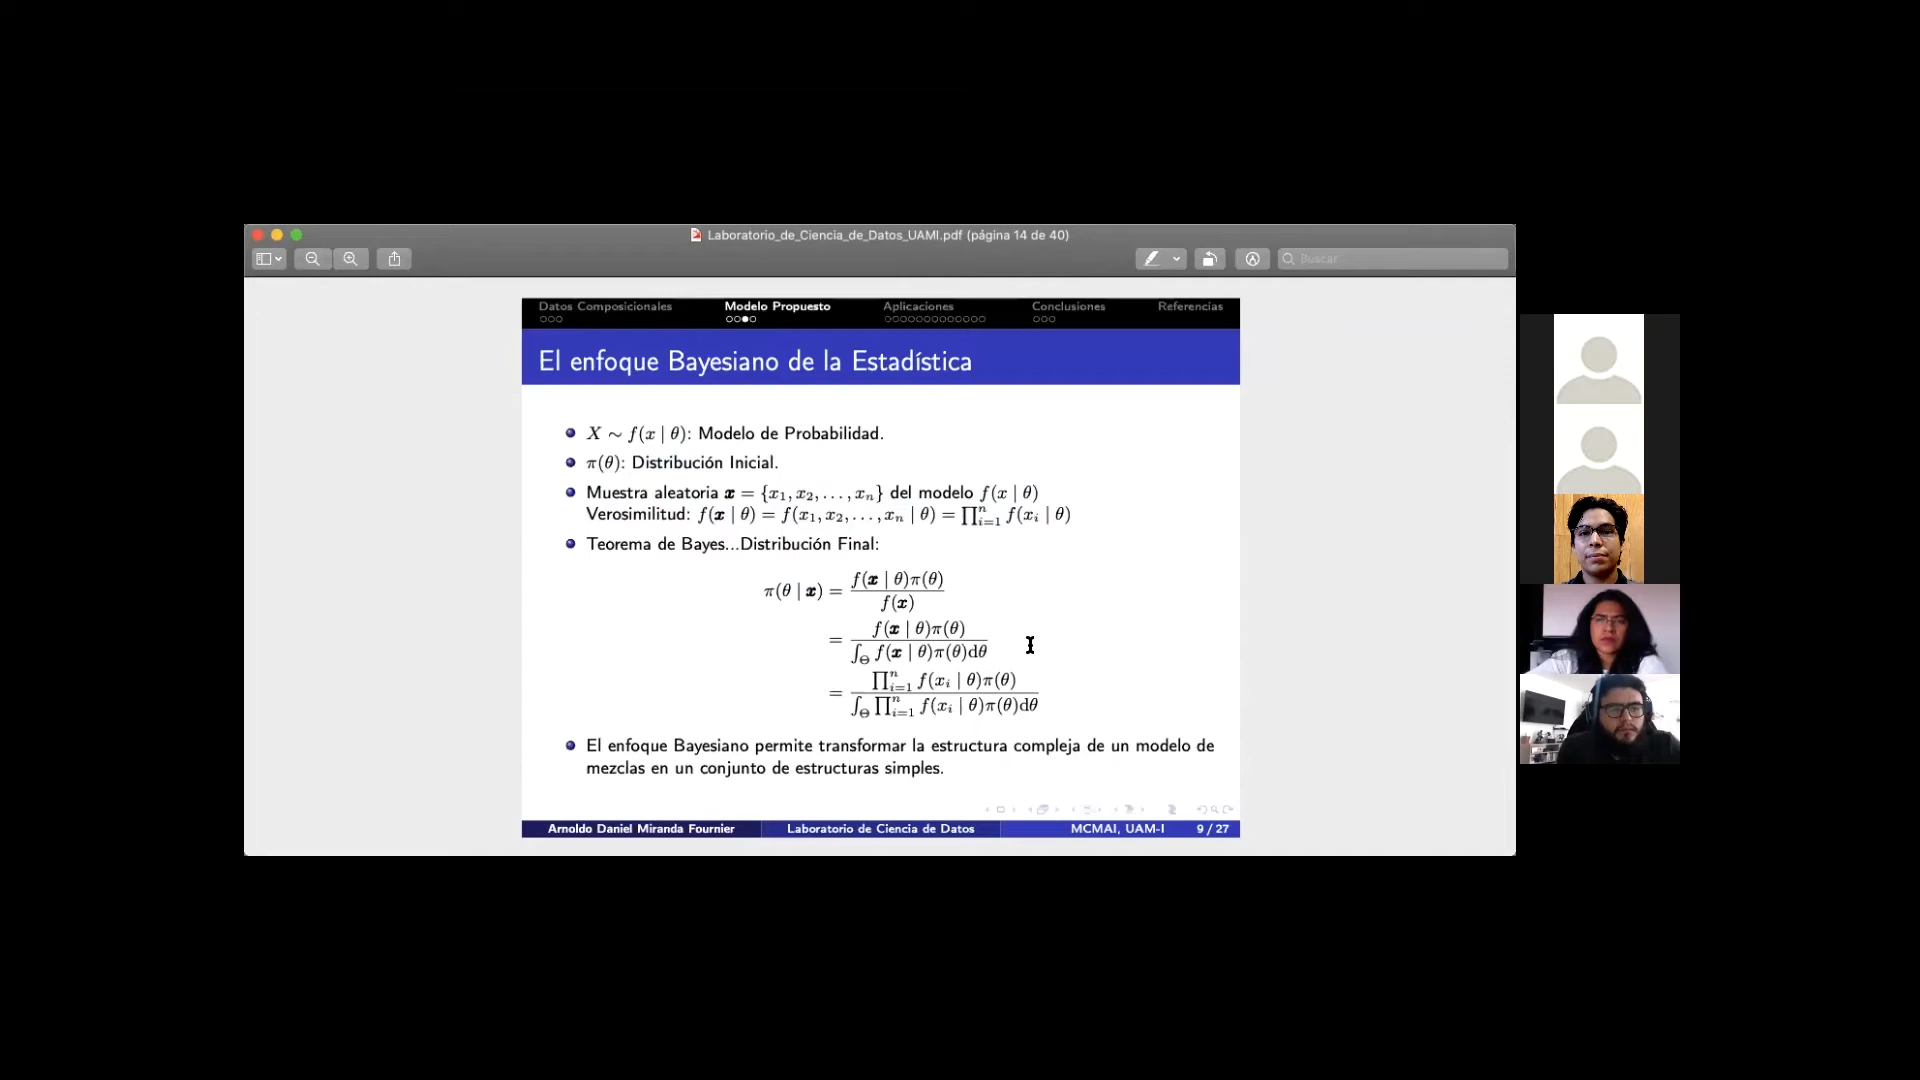 Laboratorio_de_Ciencia_de_Datos_UAMI.pdf (página 14 de 40)
Buscar
Datos Composicionales Modelo Propuesto Aplicaciones Conclusiones Referencias
El enfoque Bayesiano de la Estadística
X ∼ f(x | θ): Modelo de Probabilidad.
π(θ): Distribución Inicial.
Muestra aleatoria 𝒙 = {x₁, x₂, . . . , xₙ} del modelo f(x | θ)
Verosimilitud: f(𝒙 | θ) = f(x₁, x₂, . . . , xₙ | θ) = ∏ⁿᵢ₌₁ f(xᵢ | θ)
Teorema de Bayes...Distribución Final:
π(θ | 𝒙) = f(𝒙 | θ)π(θ) / f(𝒙)
= f(𝒙 | θ)π(θ) / ∫_Θ f(𝒙 | θ)π(θ)dθ
= ∏ⁿᵢ₌₁ f(xᵢ | θ)π(θ) / ∫_Θ ∏ⁿᵢ₌₁ f(xᵢ | θ)π(θ)dθ
El enfoque Bayesiano permite transformar la estructura compleja de un modelo de
mezclas en un conjunto de estructuras simples.
Arnoldo Daniel Miranda Fournier Laboratorio de Ciencia de Datos MCMAI, UAM-I 9 / 27